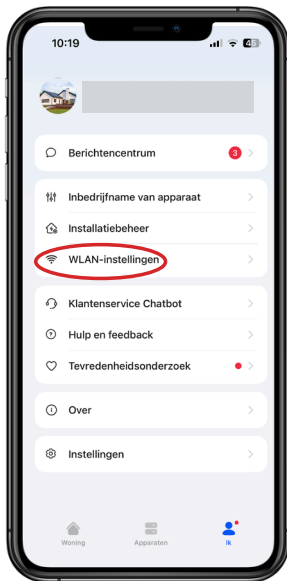 10:19
45
Berichtencentrum
3
Inbedrijfname van apparaat
Installatiebeheer
WLAN-instellingen
Klantenservice Chatbot
Hulp en feedback
Tevredenheidsonderzoek
Over
Instellingen
Woning
Apparaten
Ik